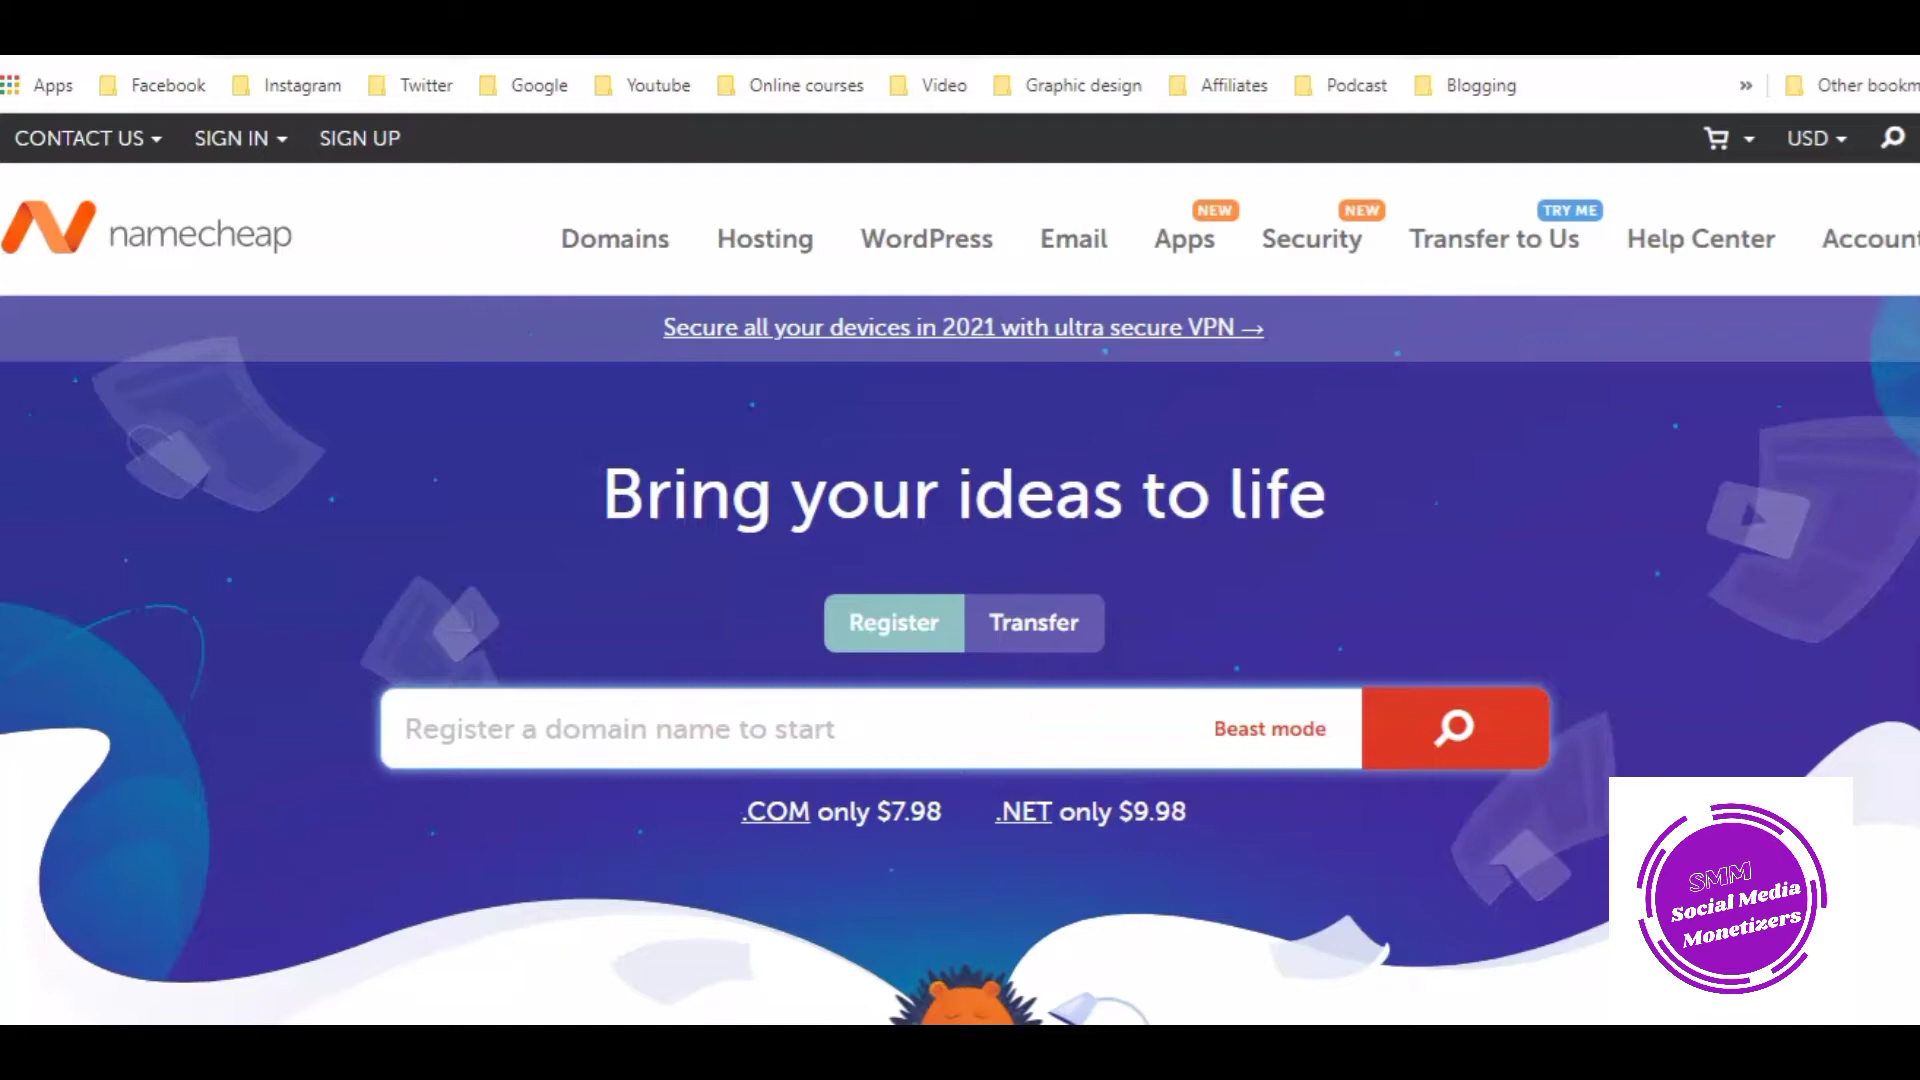 Apps Facebook Instagram Twitter Google Youtube Online courses Video Graphic design Affiliates Podcast Blogging » Other bookm
CONTACT US SIGN IN SIGN UP USD
namecheap
NEW NEW TRY ME
Domains Hosting WordPress Email Apps Security Transfer to Us Help Center Account
Secure all your devices in 2021 with ultra secure VPN →
Bring your ideas to life
Register Transfer
Register a domain name to start Beast mode
.COM only $7.98 .NET only $9.98
SMM
Social Media
Monetizers